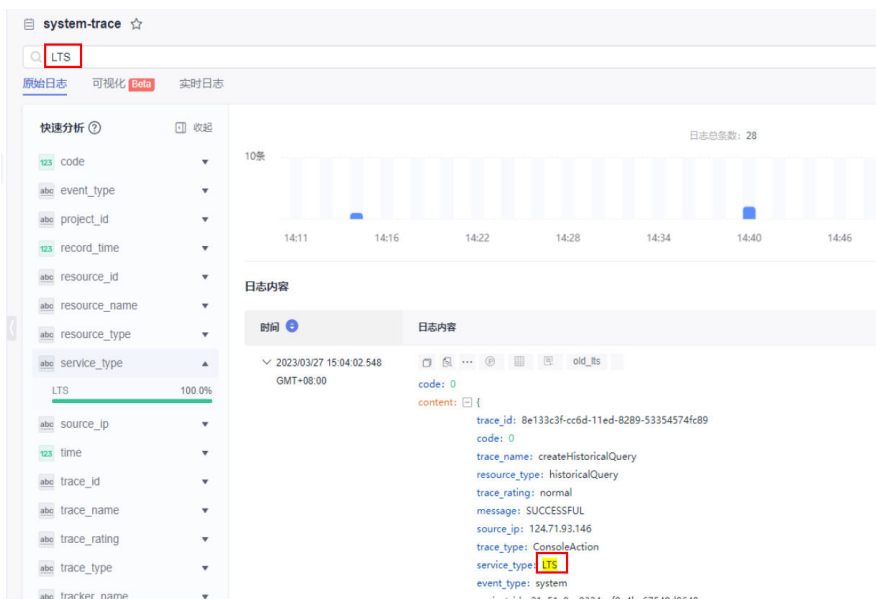 system-trace
LTS
原始日志 可视化 Beta 实时日志
快速分析 收起
123 code
abc event_type
abc project_id
123 record_time
abc resource_id
abc resource_name
abc resource_type
abc service_type
LTS 100.0%
abc source_ip
123 time
abc trace_id
abc trace_name
abc trace_rating
abc trace_type
abc tracker_name
日志总条数: 28
10条
14:11 14:16 14:22 14:28 14:34 14:40 14:46
日志内容
时间 日志内容
2023/03/27 15:04:02.548 old_lts
GMT+08:00
code: 0
content: {
trace_id: 8e133c3f-cc6d-11ed-8289-53354574fc89
code: 0
trace_name: createHistoricalQuery
resource_type: historicalQuery
trace_rating: normal
message: SUCCESSFUL
source_ip: 124.71.93.146
trace_type: ConsoleAction
service_type: LTS
event_type: system